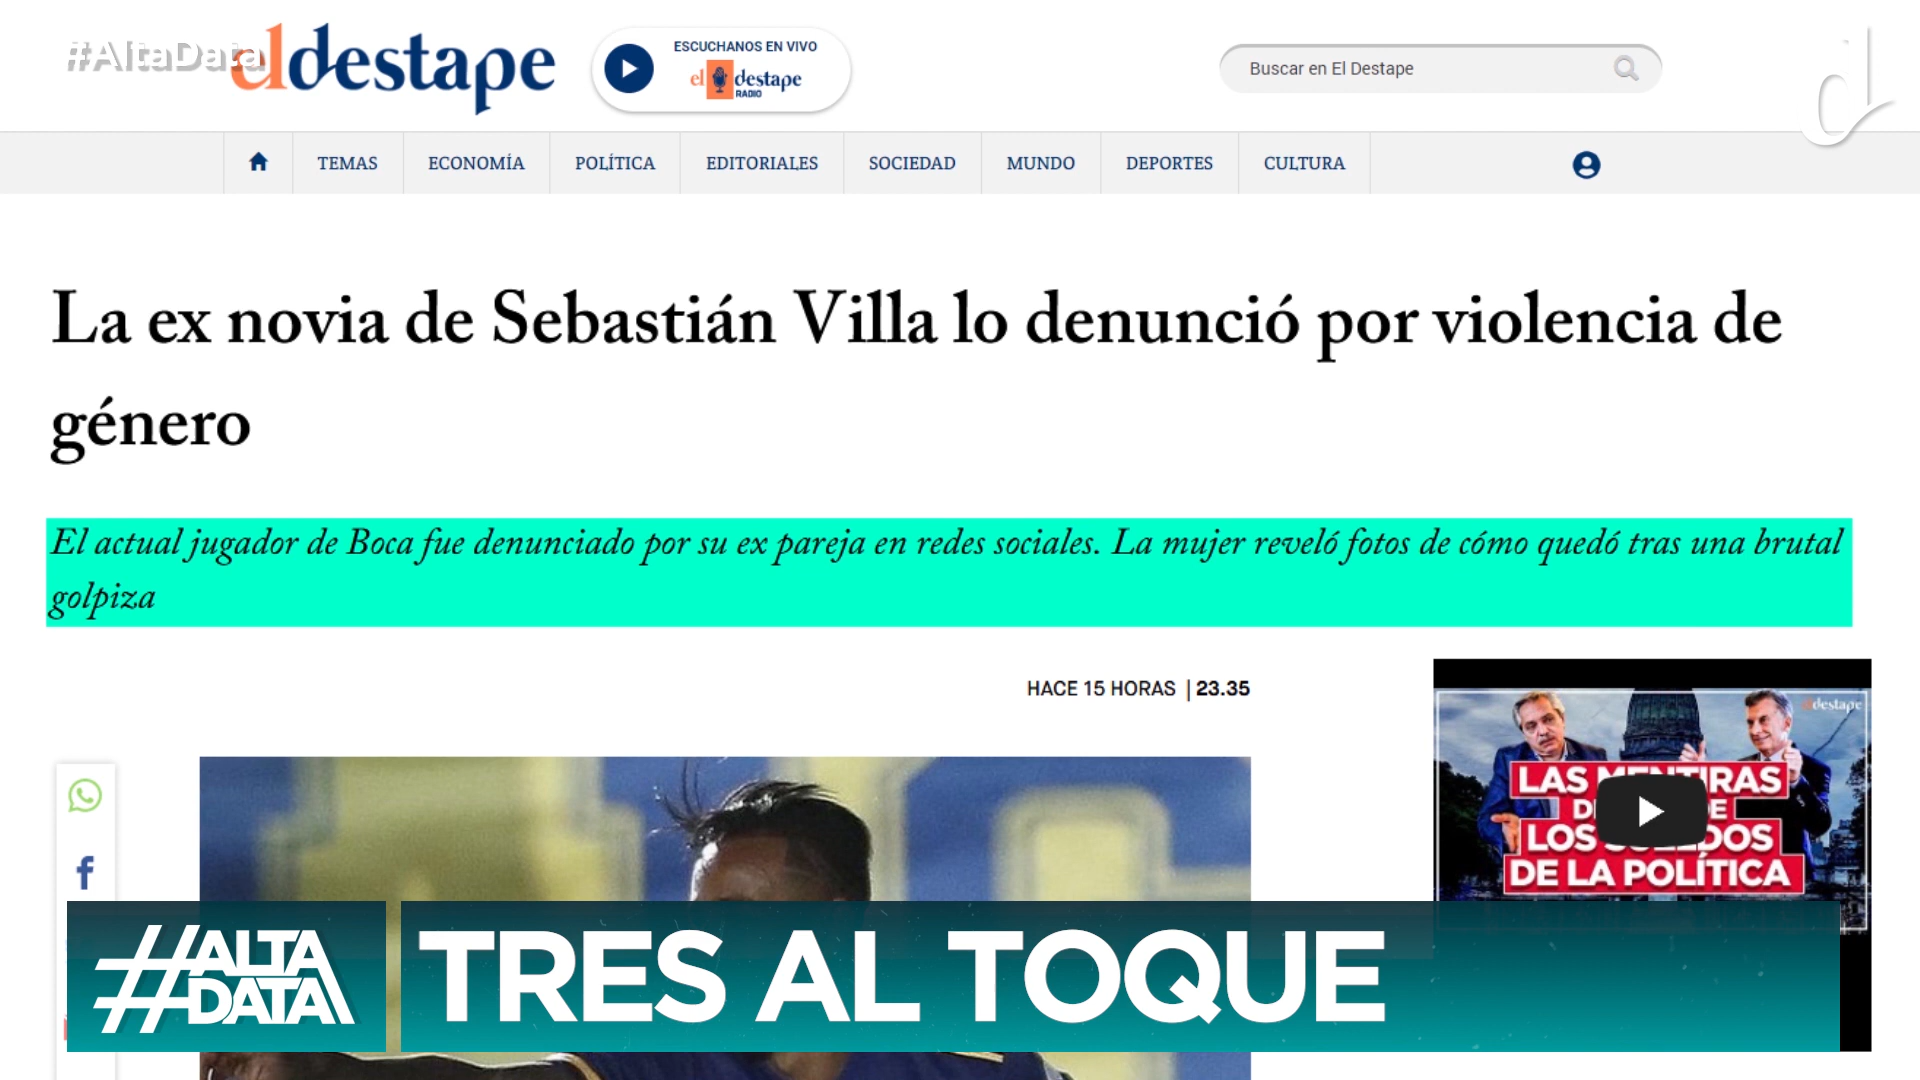 #AltaData
eldestape
ESCUCHANOS EN VIVO
el destape
RADIO
Buscar en El Destape
d
TEMAS
ECONOMÍA
POLÍTICA
EDITORIALES
SOCIEDAD
MUNDO
DEPORTES
CULTURA
La ex novia de Sebastián Villa lo denunció por violencia de
género
El actual jugador de Boca fue denunciado por su ex pareja en redes sociales. La mujer reveló fotos de cómo quedó tras una brutal
golpiza
HACE 15 HORAS | 23.35
eldestape
LAS
LOS
DE LA POLÍTICA
#ALTA
DATA
TRES AL TOQUE